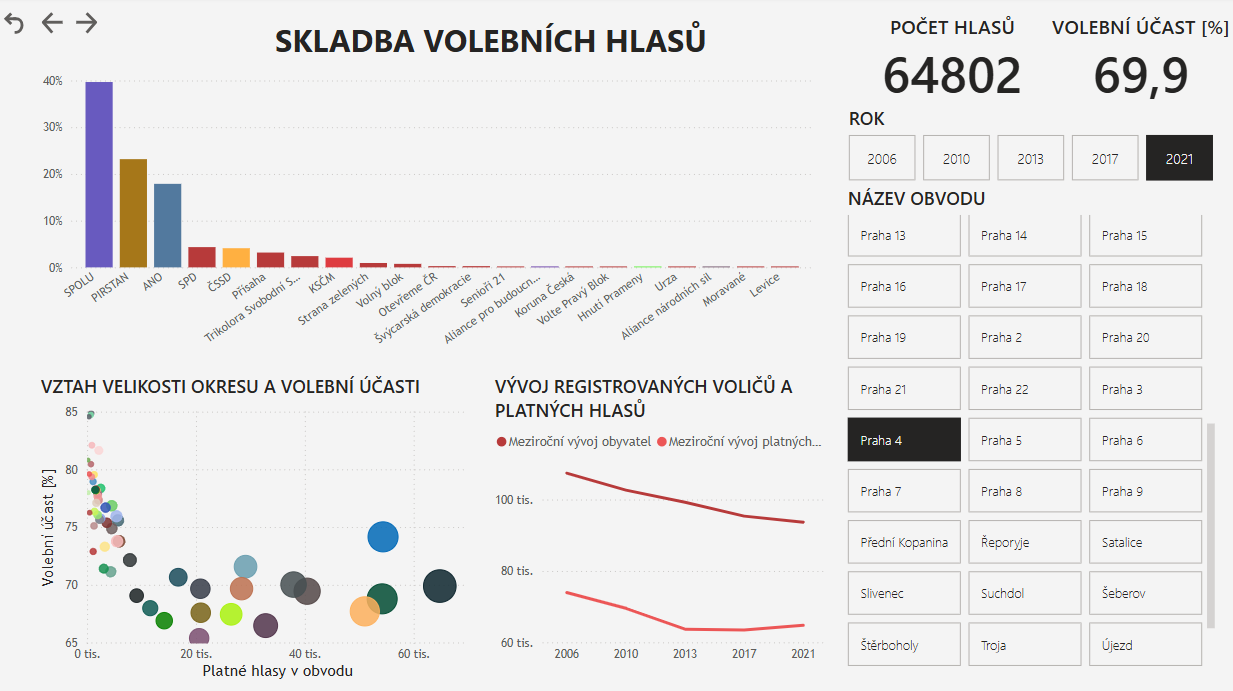 SKLADBA VOLEBNÍCH HLASŮ
40%
30%
20%
10%
0%
SPOLU
PIRSTAN
ANO
SPD
ČSSD
Přísaha
Trikolora Svobodní S...
KSČM
Strana zelených
Volný blok
Otevřeme ČR
Švýcarská demokracie
Senioři 21
Aliance pro budoucn...
Koruna Česká
Volte Pravý Blok
Hnutí Prameny
Urza
Aliance národních sil
Moravané
Levice
POČET HLASŮ
64802
VOLEBNÍ ÚČAST [%]
69,9
ROK
2006 2010 2013 2017 2021
NÁZEV OBVODU
Praha 13 Praha 14 Praha 15
Praha 16 Praha 17 Praha 18
Praha 19 Praha 2 Praha 20
Praha 21 Praha 22 Praha 3
Praha 4 Praha 5 Praha 6
Praha 7 Praha 8 Praha 9
Přední Kopanina Řeporyje Satalice
Slivenec Suchdol Šeberov
Štěrboholy Troja Újezd
VZTAH VELIKOSTI OKRESU A VOLEBNÍ ÚČASTI
Volební účast [%]
85
80
75
70
65
0 tis. 20 tis. 40 tis. 60 tis.
Platné hlasy v obvodu
VÝVOJ REGISTROVANÝCH VOLIČŮ A
PLATNÝCH HLASŮ
Meziroční vývoj obyvatel Meziroční vývoj platných...
100 tis.
80 tis.
60 tis.
2006 2010 2013 2017 2021